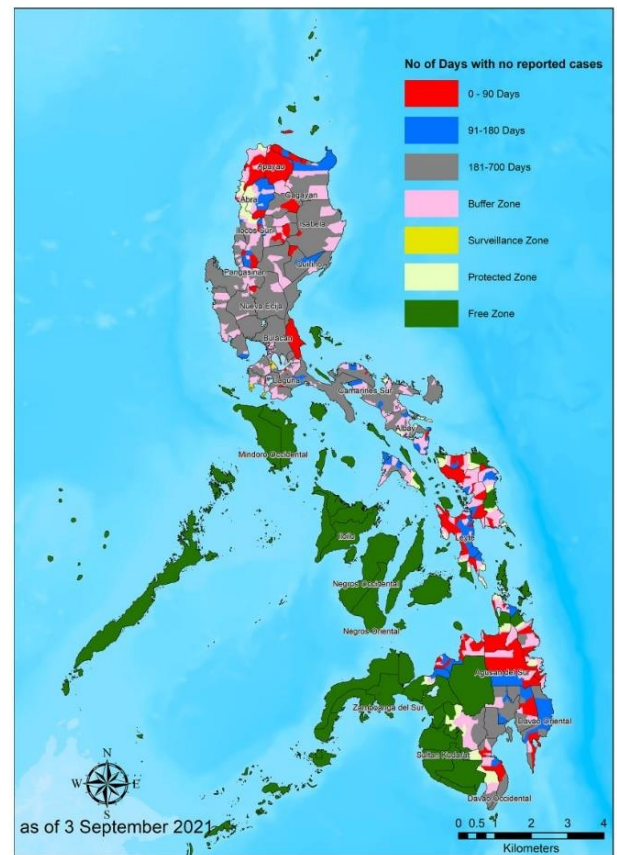 No of Days with no reported cases
0 - 90 Days
91-180 Days
181-700 Days
Buffer Zone
Surveillance Zone
Protected Zone
Free Zone
Apayao
Abra
Cagayan
Isabela
Ilocos Sur
Quirino
Pangasinan
Nueva Ecija
Bulacan
Laguna
Camarines Sur
Albay
Mindoro Occidental
Iloilo
Leyte
Negros Occidental
Negros Oriental
Agusan del Sur
Zamboanga del Sur
Davao Oriental
Sultan Kudarat
Davao Occidental
N
W E
S
as of 3 September 2021
0 0.5 1 2 3 4
Kilometers